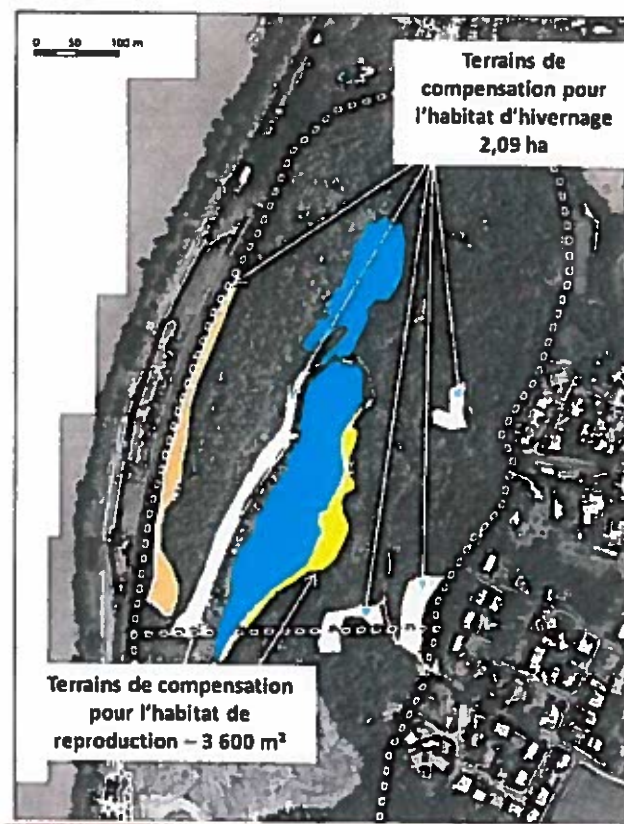 0 50 100 m
Terrains de
compensation pour
l'habitat d'hivernage
2,09 ha
Terrains de compensation
pour l'habitat de
reproduction – 3 600 m²